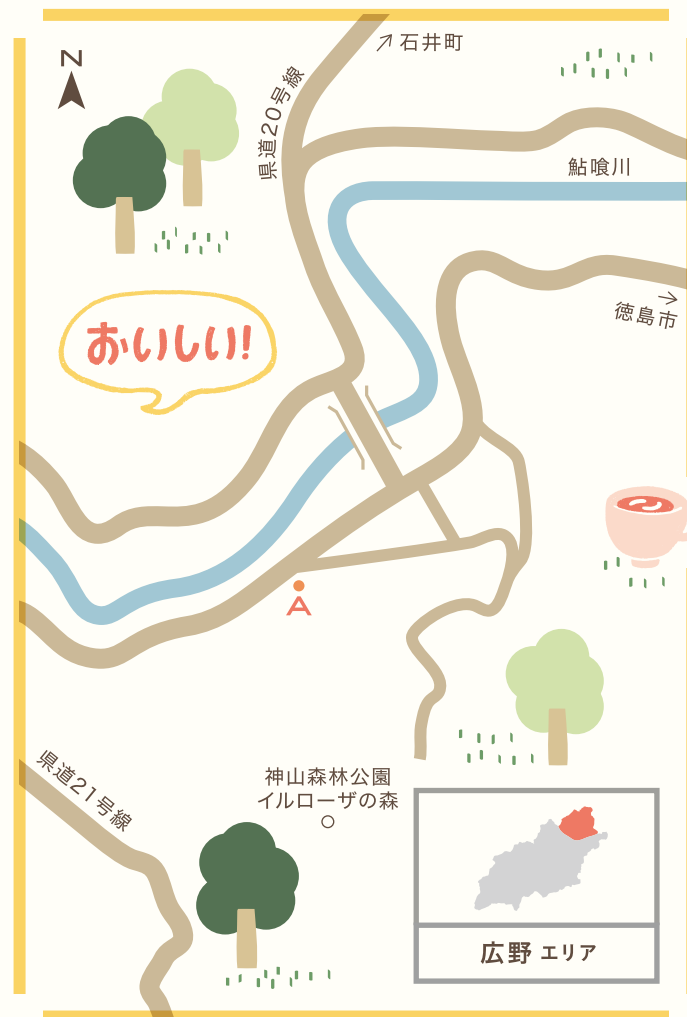 N
石井町
県道20号線
鮎喰川
徳島市
おいしい!
A
県道21号線
神山森林公園
イルローザの森
広野エリア